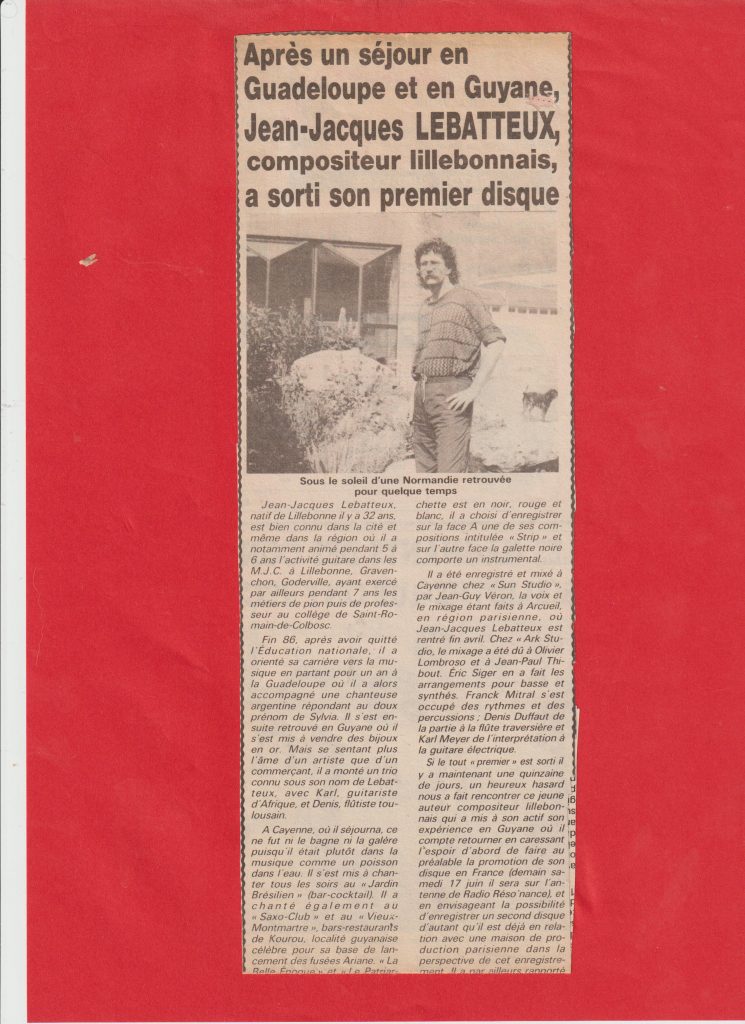 Après un séjour en
Guadeloupe et en Guyane,
Jean-Jacques LEBATTEUX,
compositeur lillebonnais,
a sorti son premier disque
Sous le soleil d'une Normandie retrouvée
pour quelque temps
Jean-Jacques Lebatteux,
natif de Lillebonne il y a 32 ans,
est bien connu dans la cité et
même dans la région où il a
notamment animé pendant 5 à
6 ans l'activité guitare dans les
M.J.C. à Lillebonne, Graven-
chon, Goderville, ayant exercé
par ailleurs pendant 7 ans les
métiers de pion puis de profes-
seur au collége de Saint-Ro-
main-de-Colbosc.
Fin 86, après avoir quitté
l'Éducation nationale, il a
orienté sa carrière vers la mu-
sique en partant pour un an à
la Guadeloupe où il a alors
accompagné une chanteuse
argentine répondant au doux
prénom de Sylvia. Il s'est en-
suite retrouvé en Guyane où il
s'est mis à vendre des bijoux
en or. Mais se sentant plus
l'âme d'un artiste que d'un
commerçant, il a monté un trio
connu sous son nom de Lebat-
teux, avec Karl, guitariste
d'Afrique, et Denis, flûtiste tou-
lousain.
A Cayenne, où il séjourna, ce
ne fut ni le bagne ni la galère
puisqu'il était plutôt dans la
musique comme un poisson
dans l'eau. Il s'est mis à chan-
ter tous les soirs au « Jardin
Brésilien » (bar-cocktail). Il a
chanté également au
« Saxo-Club » et au « Vieux-
Montmartre », bars-restaurants
de Kourou, localité guyanaise
célèbre pour sa base de lan-
cement des fusées Ariane. « La
Belle Époque » et « Le Patriar-
chette est en noir, rouge et
blanc, il a choisi d'enregistrer
sur la face A une de ses com-
positions intitulée « Strip » et
sur l'autre face la galette noire
comporte un instrumental.
Il a été enregistré et mixé à
Cayenne chez « Sun Studio »,
par Jean-Guy Véron, la voix et
le mixage étant faits à Arcueil,
en région parisienne, où
Jean-Jacques Lebatteux est
rentré fin avril. Chez « Ark Stu-
dio, le mixage a été dû à Olivier
Lombroso et à Jean-Paul Thi-
bout. Éric Siger en a fait les
arrangements pour basse et
synthés. Franck Mitral s'est
occupé des rythmes et des
percussions ; Denis Duffaut de
la partie à la flûte traversière et
Karl Meyer de l'interprétation à
la guitare électrique.
Si le tout « premier » est sorti il
y a maintenant une quinzaine
de jours, un heureux hasard
nous a fait rencontrer ce jeune
auteur compositeur lillebon-
nais qui a mis à son actif son
expérience en Guyane où il
compte retourner en caressant
l'espoir d'abord de faire au
préalable la promotion de son
disque en France (demain sa-
medi 17 juin il sera sur l'an-
tenne de Radio Réso'nance), et
en envisageant la possibilité
d'enregistrer un second disque
d'autant qu'il est déjà en rela-
tion avec une maison de pro-
duction parisienne dans la
perspective de cet enregistre-
ment. Il a par ailleurs rapporté